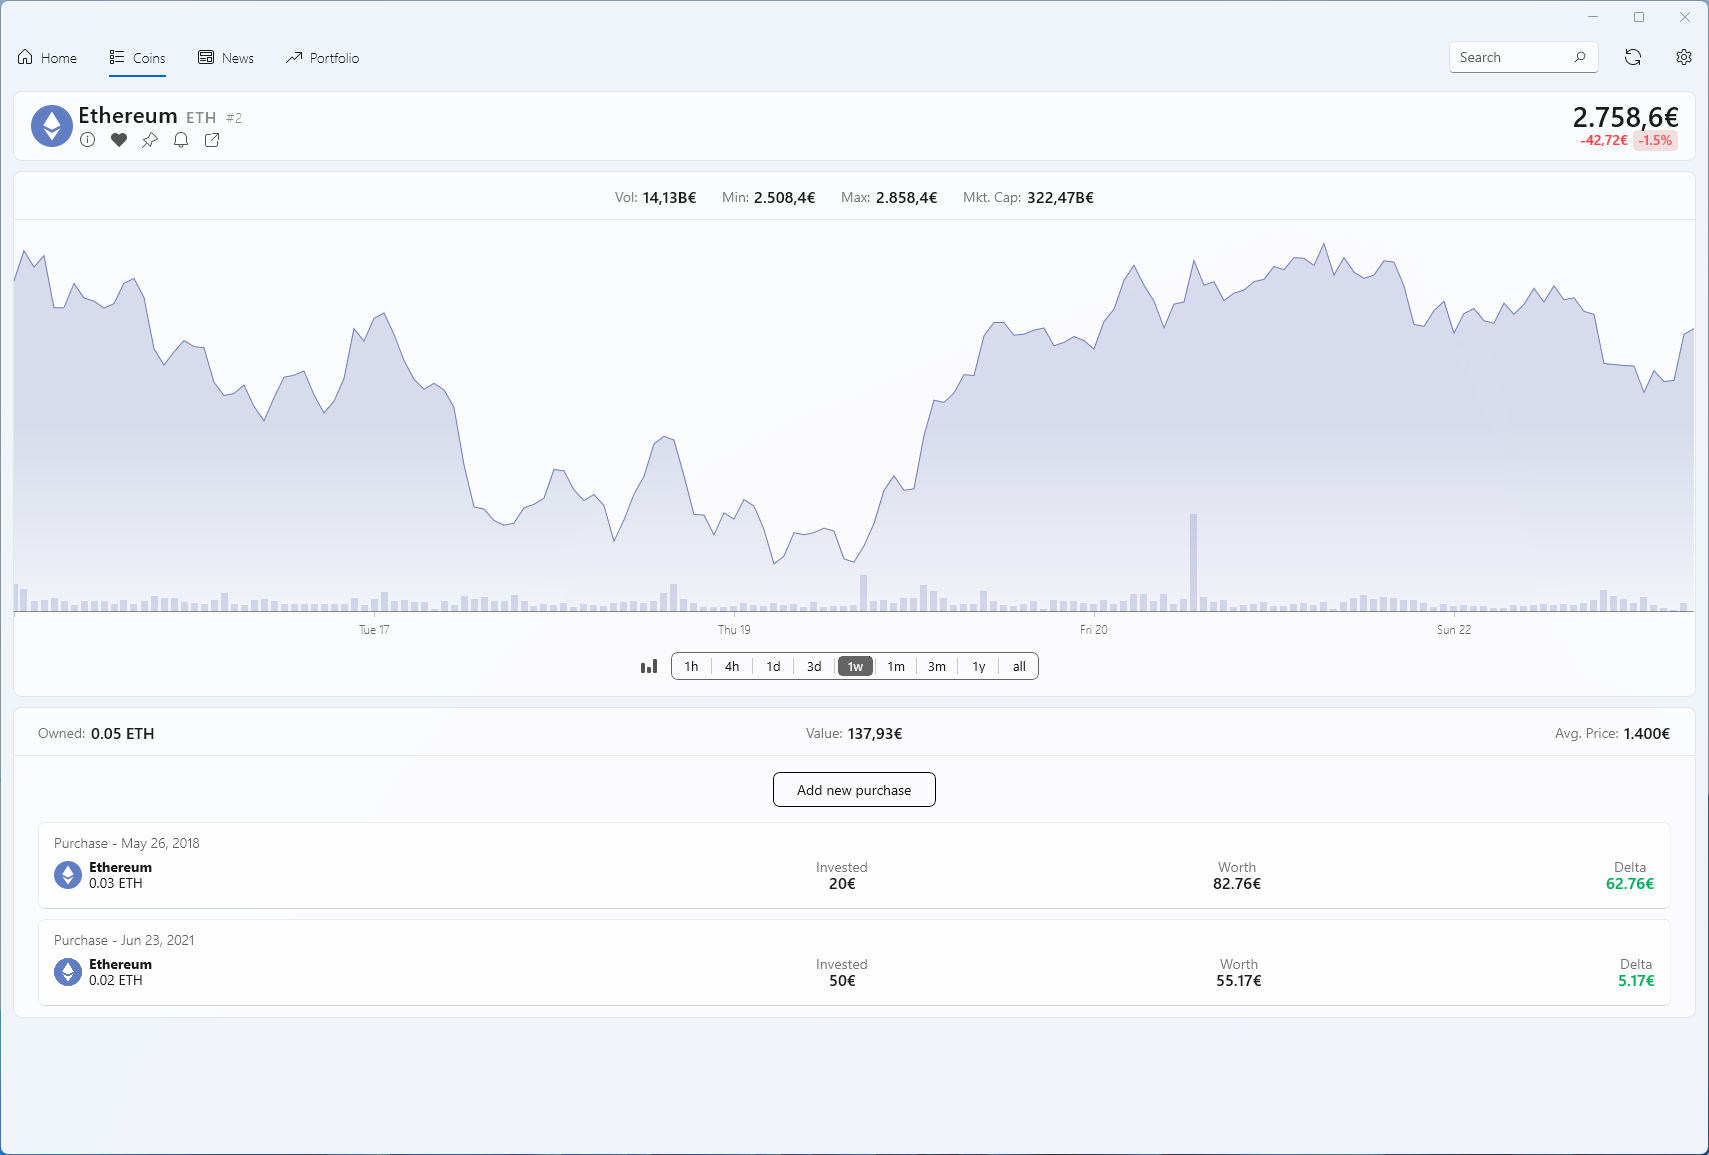 Home
Coins
News
Portfolio
Search
Ethereum ETH #2
2.758,6€
-42,72€ -1.5%
Vol: 14,13B€ Min: 2.508,4€ Max: 2.858,4€ Mkt. Cap: 322,47B€
Tue 17
Thu 19
Fri 20
Sun 22
1h 4h 1d 3d 1w 1m 3m 1y all
Owned: 0.05 ETH
Value: 137,93€
Avg. Price: 1.400€
Add new purchase
Purchase - May 26, 2018
Ethereum
0.03 ETH
Invested
20€
Worth
82.76€
Delta
62.76€
Purchase - Jun 23, 2021
Ethereum
0.02 ETH
Invested
50€
Worth
55.17€
Delta
5.17€